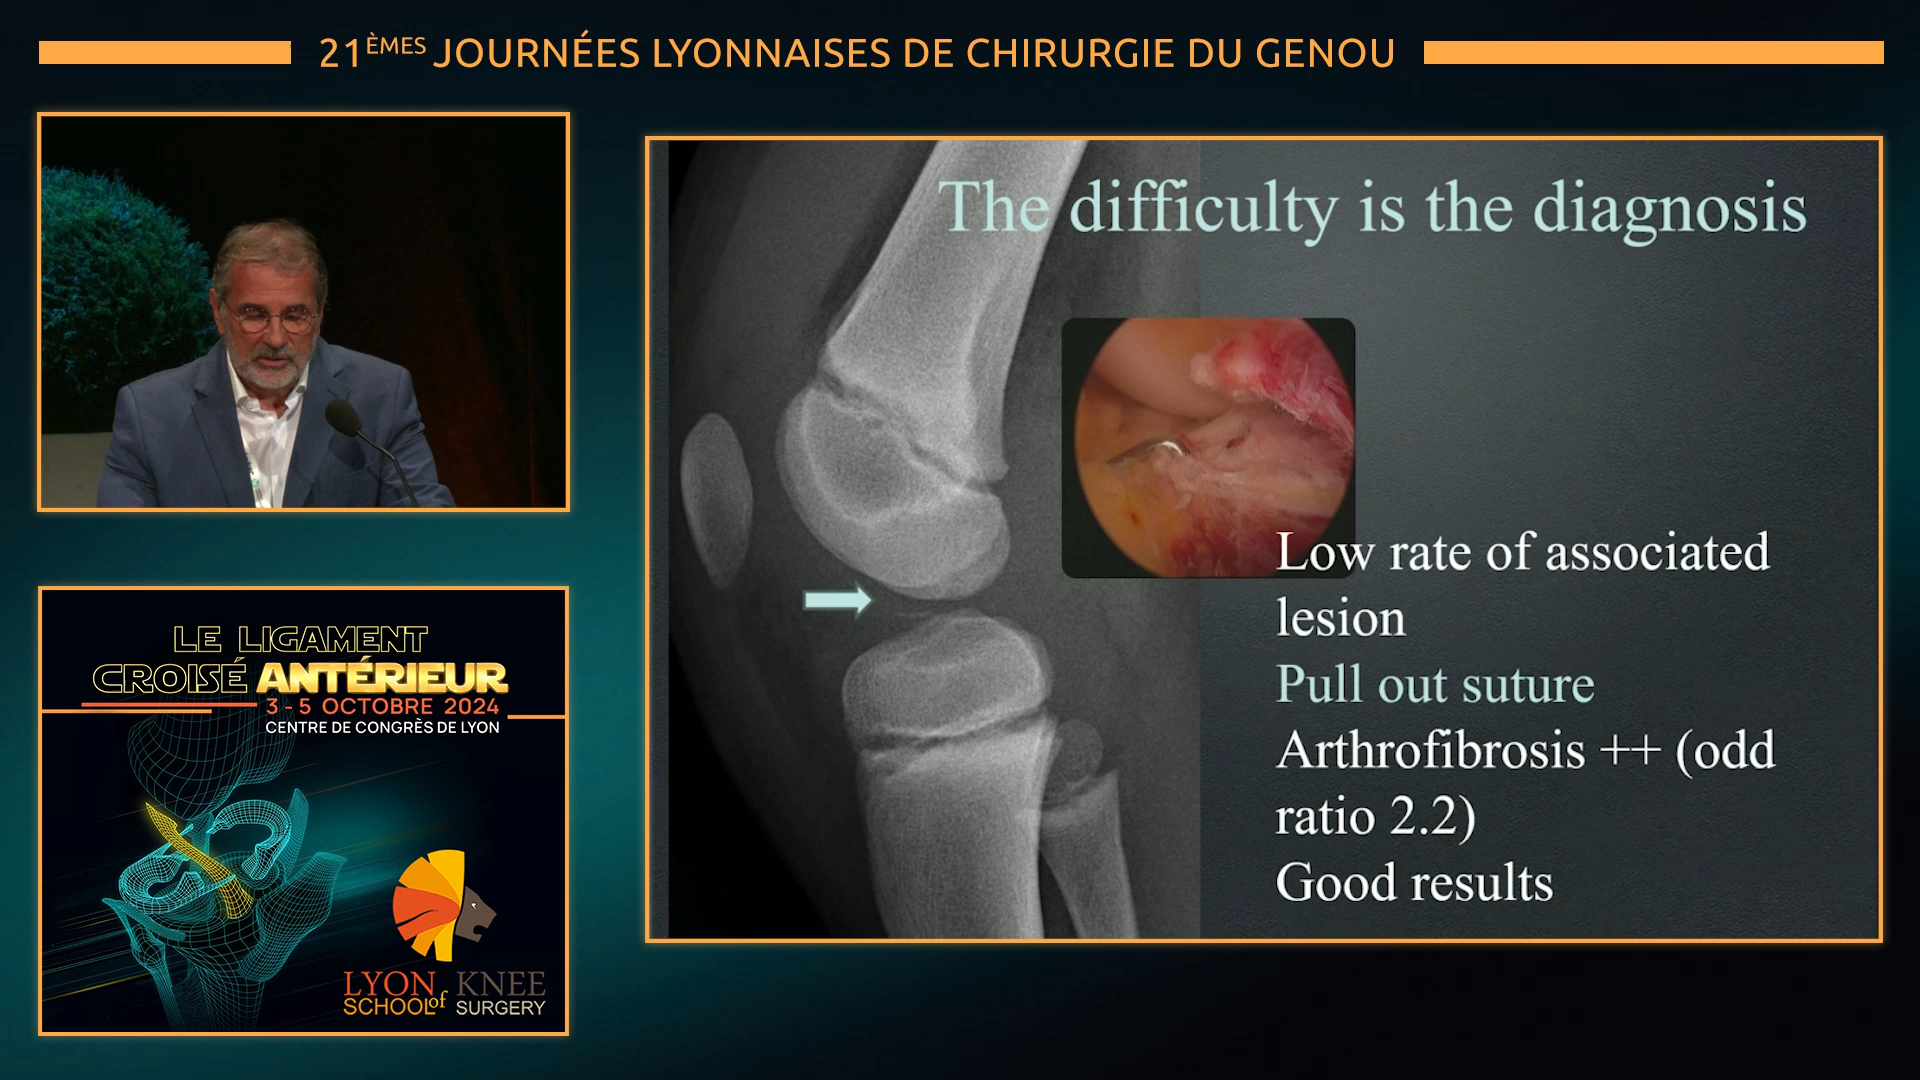 21ÈMES JOURNÉES LYONNAISES DE CHIRURGIE DU GENOU
The difficulty is the diagnosis
Low rate of associated
lesion
Pull out suture
Arthrofibrosis ++ (odd
ratio 2.2)
Good results
LE LIGAMENT
CROISÉ ANTÉRIEUR
3 - 5 OCTOBRE 2024
CENTRE DE CONGRÈS DE LYON
LYON KNEE
SCHOOL of SURGERY